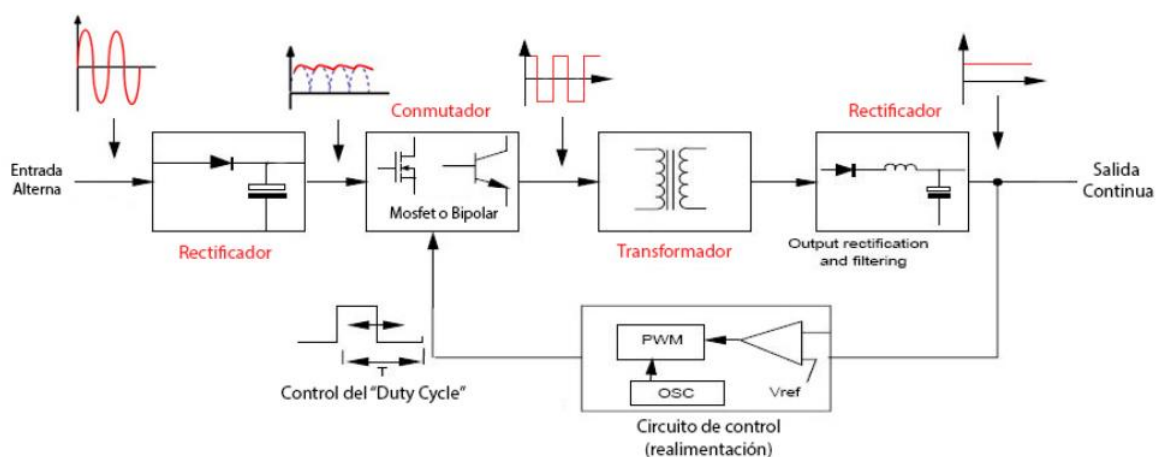 Entrada
Alterna
Rectificador
Conmutador
Mosfet o Bipolar
Transformador
Rectificador
Output rectification
and filtering
Salida
Continua
T
Control del "Duty Cycle"
PWM
OSC
Vref
Circuito de control
(realimentación)